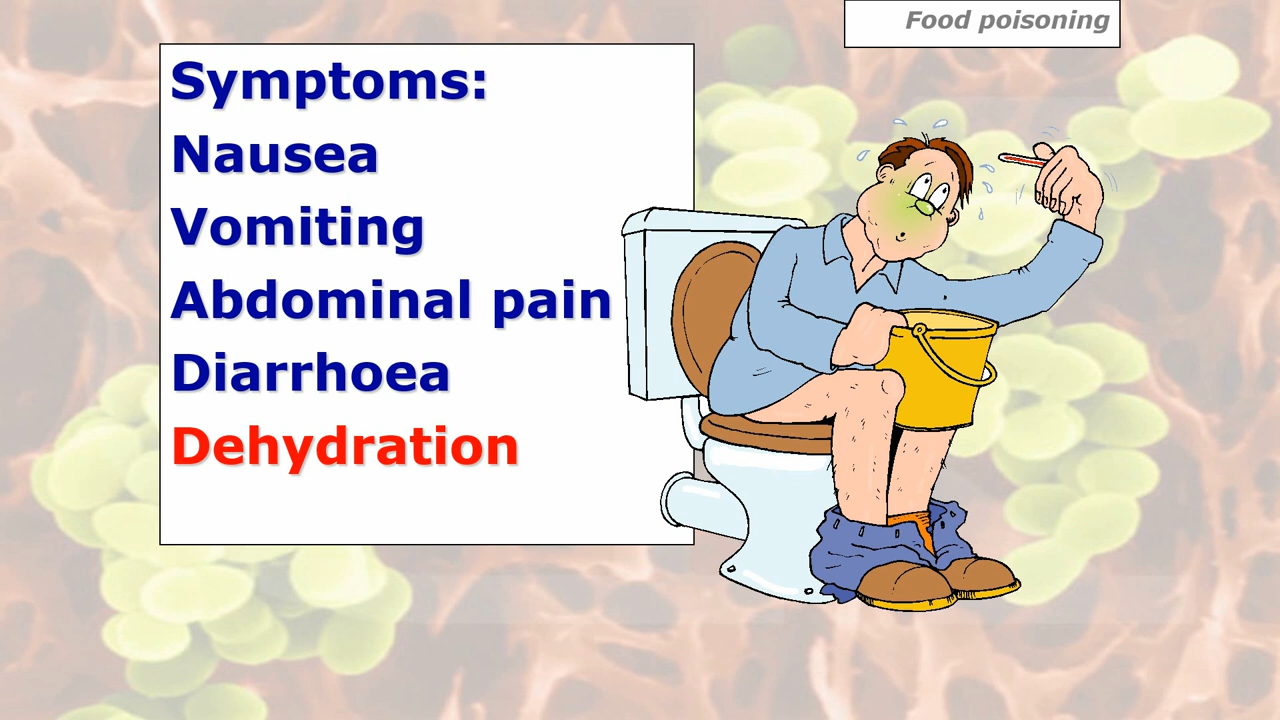 Food poisoning
Symptoms:
Nausea
Vomiting
Abdominal pain
Diarrhoea
Dehydration